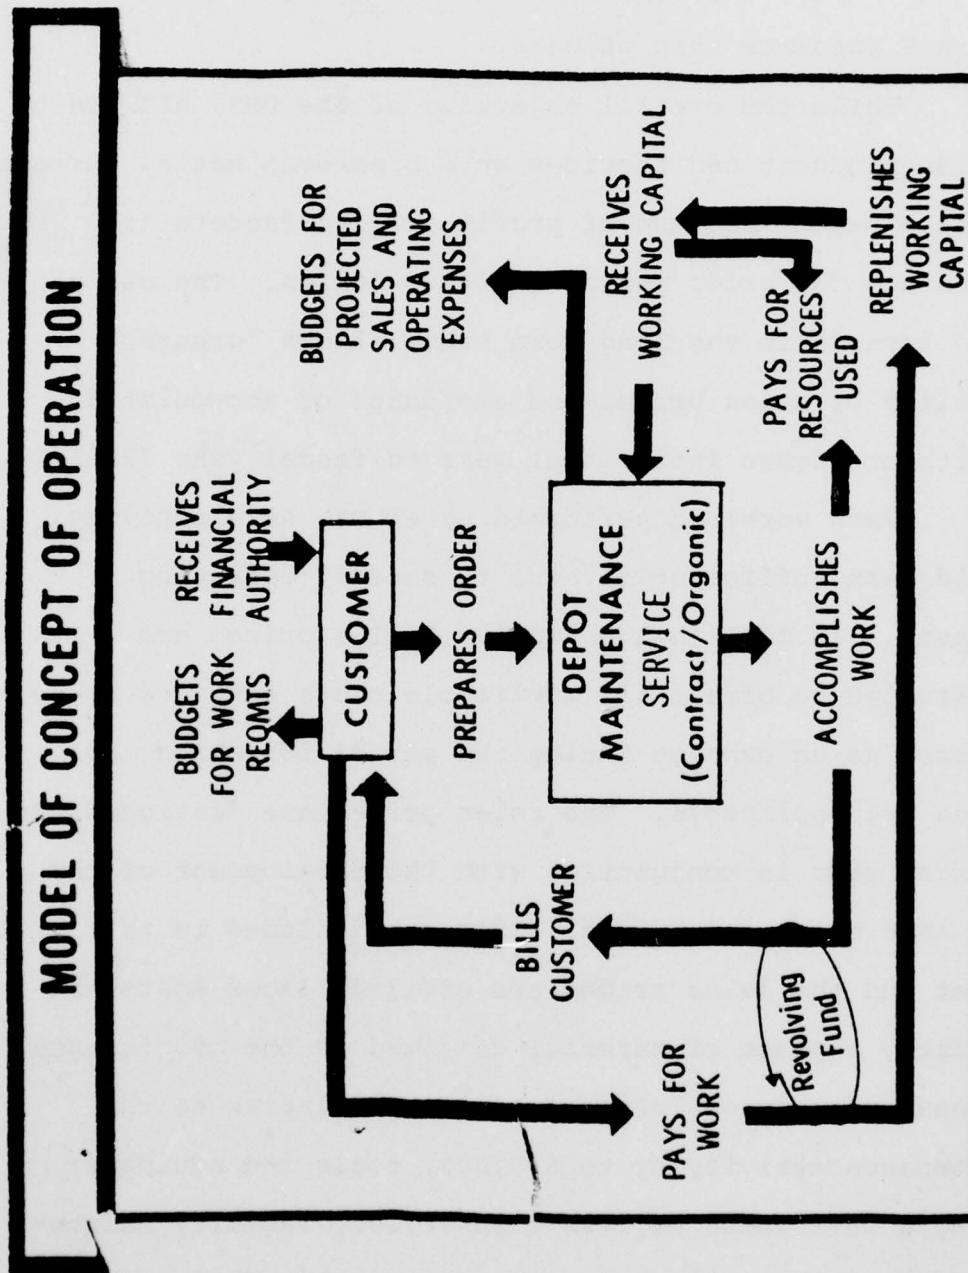 MODEL OF CONCEPT OF OPERATION
BUDGETS
FOR WORK
REQMTS
RECEIVES
FINANCIAL
AUTHORITY
CUSTOMER
PREPARES ORDER
DEPOT
MAINTENANCE
SERVICE
(Contract/Organic)
BUDGETS FOR
PROJECTED
SALES AND
OPERATING
EXPENSES
RECEIVES
WORKING CAPITAL
PAYS FOR
RESOURCES
USED
ACCOMPLISHES
WORK
BILLS
CUSTOMER
PAYS FOR
WORK
Revolving
Fund
REPLENISHES
WORKING
CAPITAL